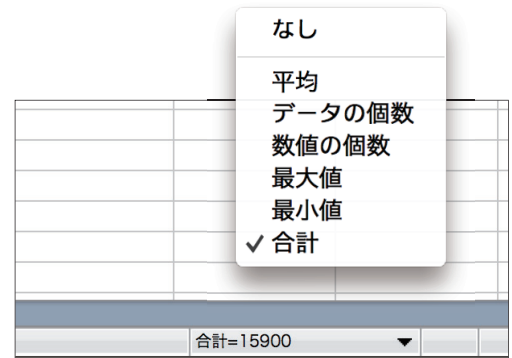 なし
平均
データの個数
数値の個数
最大値
最小値
合計
合計=15900